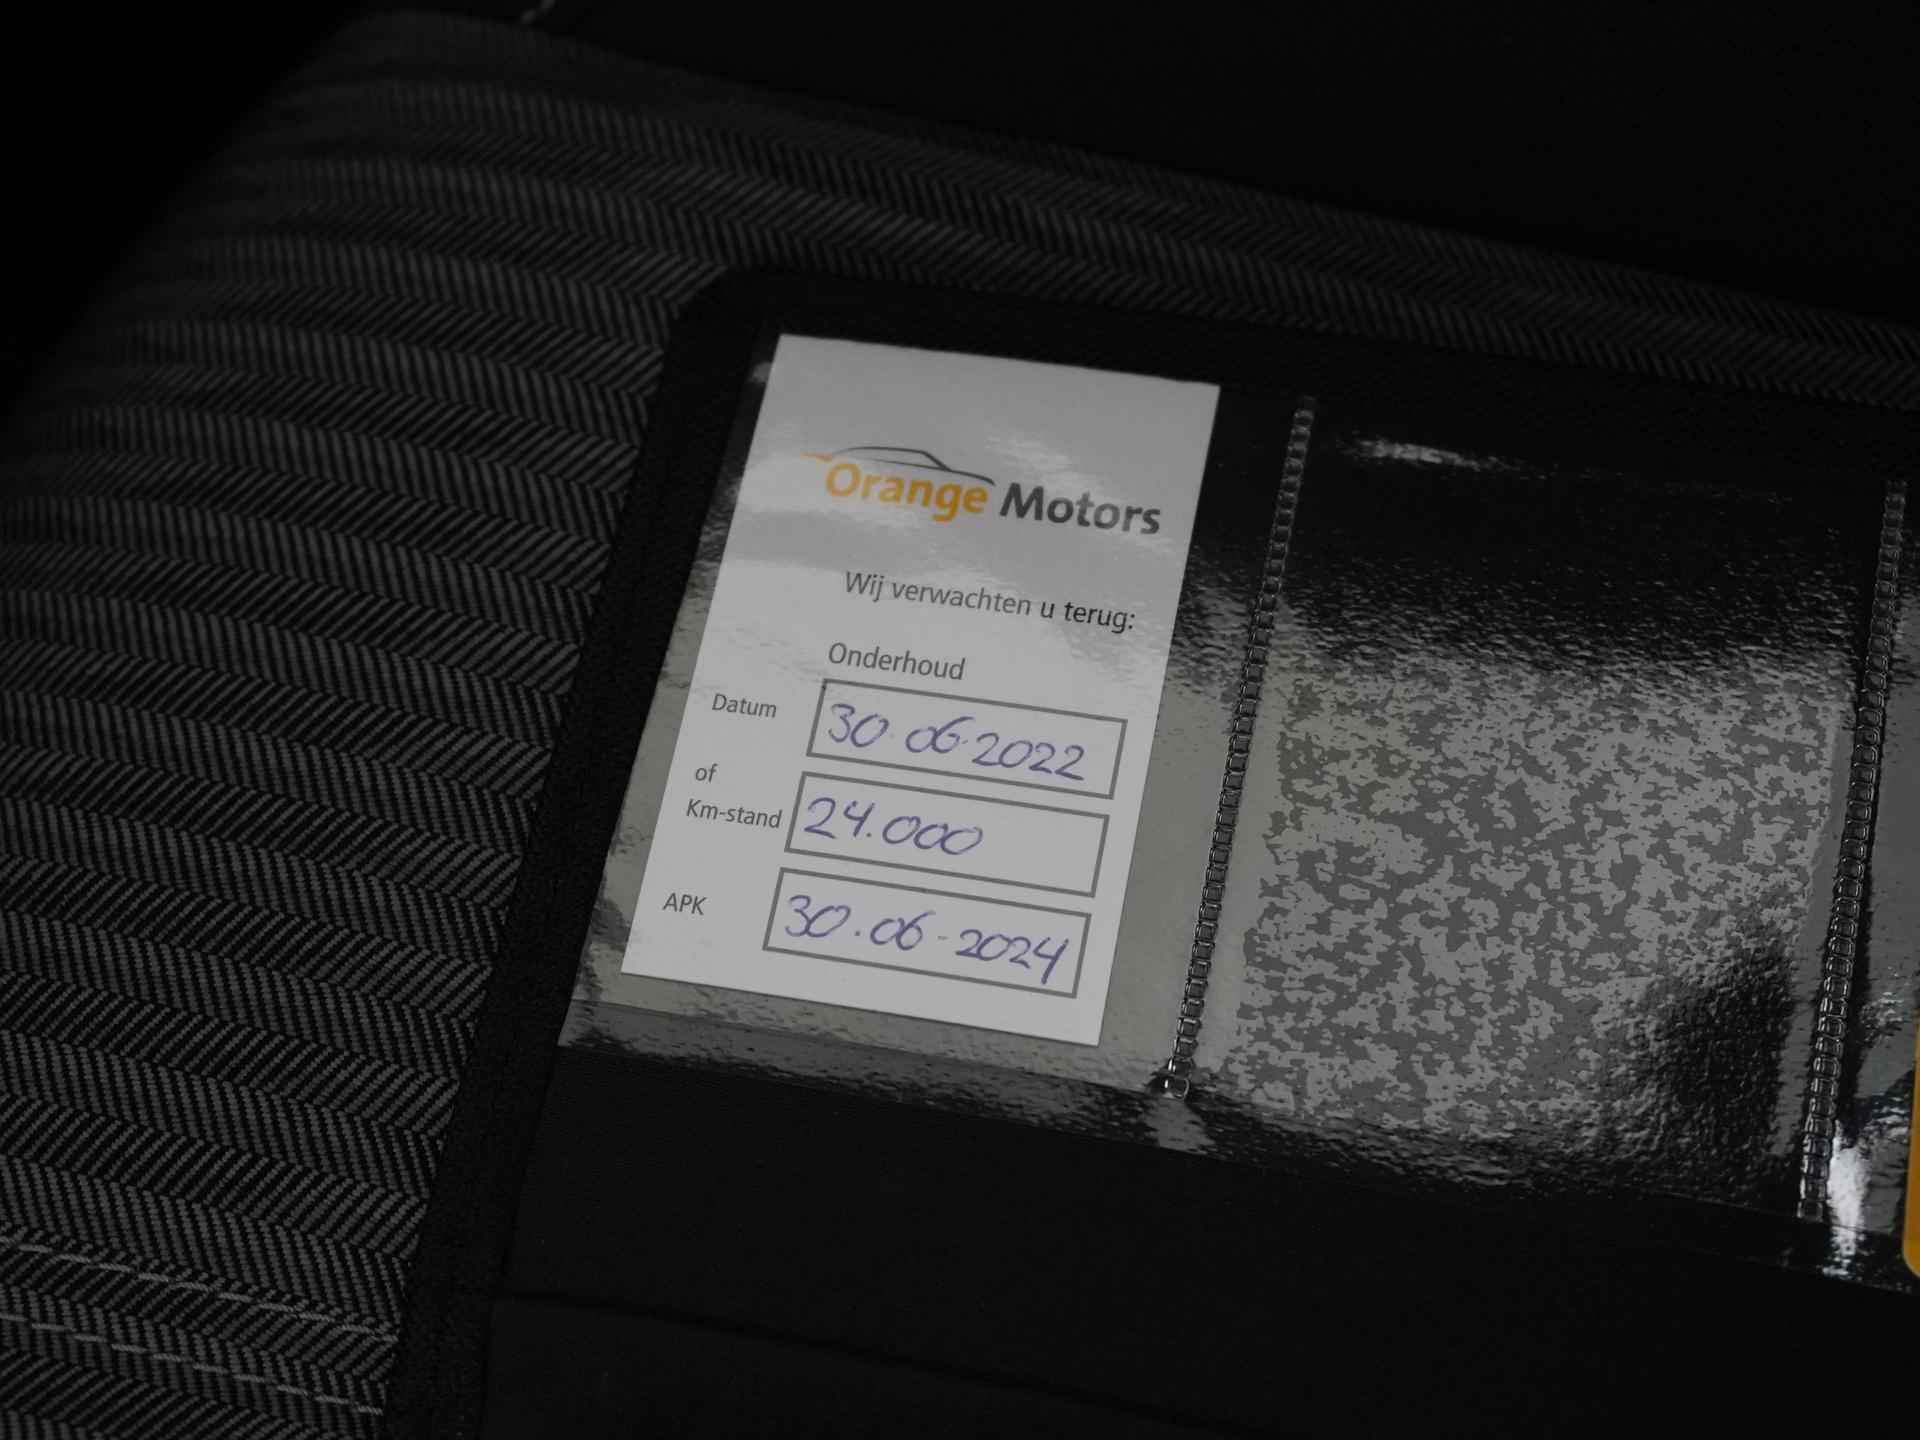 Orange Motors
Wij verwachten u terug:
Onderhoud
Datum 30.06.2022
of
Km-stand 24.000
APK 30.06-2024